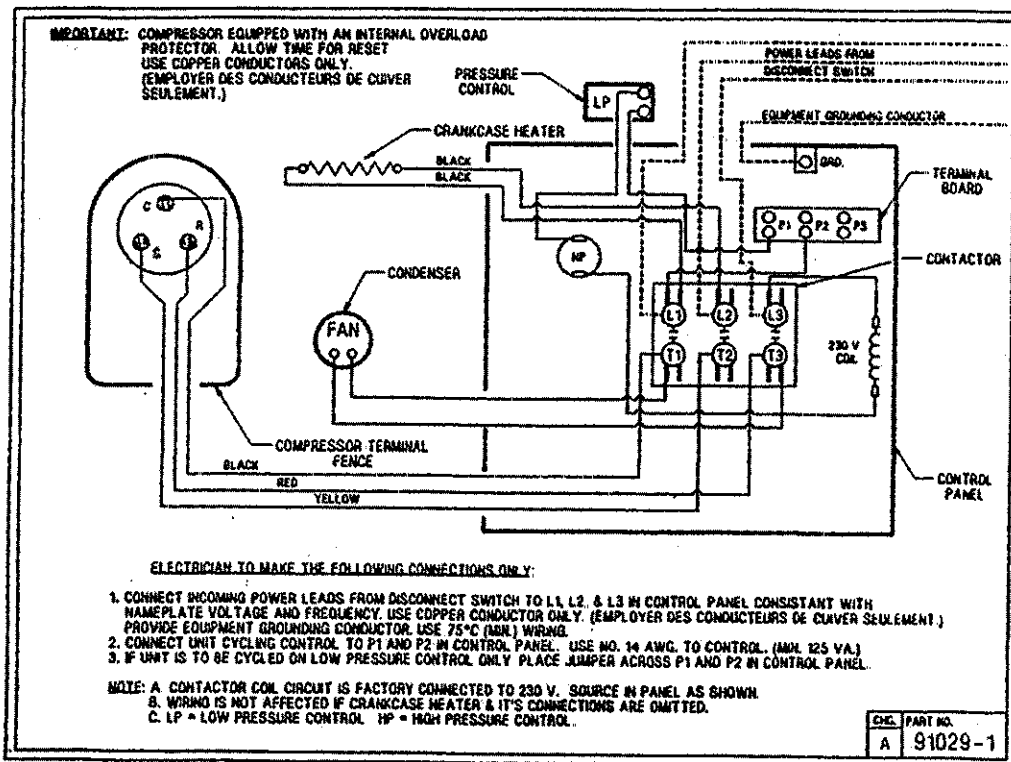 IMPORTANT: COMPRESSOR EQUIPPED WITH AN INTERNAL OVERLOAD
PROTECTOR. ALLOW TIME FOR RESET
USE COPPER CONDUCTORS ONLY.
(EMPLOYER DES CONDUCTEURS DE CUIVER
SEULEMENT.)
PRESSURE
CONTROL
LP
POWER LEADS FROM
DISCONNECT SWITCH
EQUIPMENT GROUNDING CONDUCTOR
CRANKCASE HEATER
BLACK
BLACK
GRD.
TERMINAL
BOARD
P1 P2 P3
C
R
S
HP
CONTACTOR
CONDENSER
FAN
L1 L2 L3
T1 T2 T3
230 V
COIL
COMPRESSOR TERMINAL
FENCE
BLACK
RED
YELLOW
CONTROL
PANEL
ELECTRICIAN TO MAKE THE FOLLOWING CONNECTIONS ONLY:
1. CONNECT INCOMING POWER LEADS FROM DISCONNECT SWITCH TO L1, L2, & L3 IN CONTROL PANEL CONSISTANT WITH
NAMEPLATE VOLTAGE AND FREQUENCY. USE COPPER CONDUCTOR ONLY. (EMPLOYER DES CONDUCTEURS DE CUIVER SEULEMENT.)
PROVIDE EQUIPMENT GROUNDING CONDUCTOR. USE 75°C (MIN.) WIRING.
2. CONNECT UNIT CYCLING CONTROL TO P1 AND P2 IN CONTROL PANEL. USE NO. 14 AWG. TO CONTROL. (MIN. 125 VA.)
3. IF UNIT IS TO BE CYCLED ON LOW PRESSURE CONTROL ONLY PLACE JUMPER ACROSS P1 AND P2 IN CONTROL PANEL.
NOTE: A. CONTACTOR COIL CIRCUIT IS FACTORY CONNECTED TO 230 V. SOURCE IN PANEL AS SHOWN.
B. WIRING IS NOT AFFECTED IF CRANKCASE HEATER & IT'S CONNECTIONS ARE OMITTED.
C. LP = LOW PRESSURE CONTROL HP = HIGH PRESSURE CONTROL.
CHG. PART NO.
A 91029-1